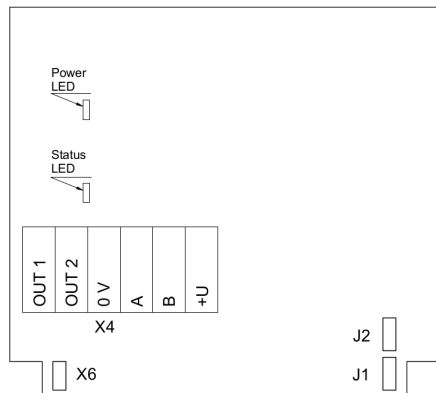 Power
LED
Status
LED
OUT 1
OUT 2
0 V
A
B
+U
X4
J2
X6
J1